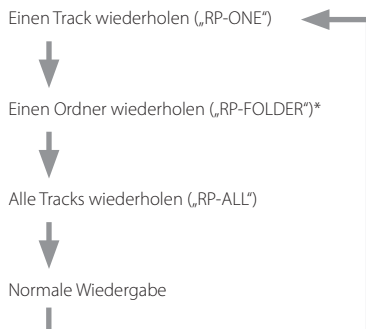 Einen Track wiederholen („RP-ONE“)
Einen Ordner wiederholen („RP-FOLDER“)*
Alle Tracks wiederholen („RP-ALL“)
Normale Wiedergabe